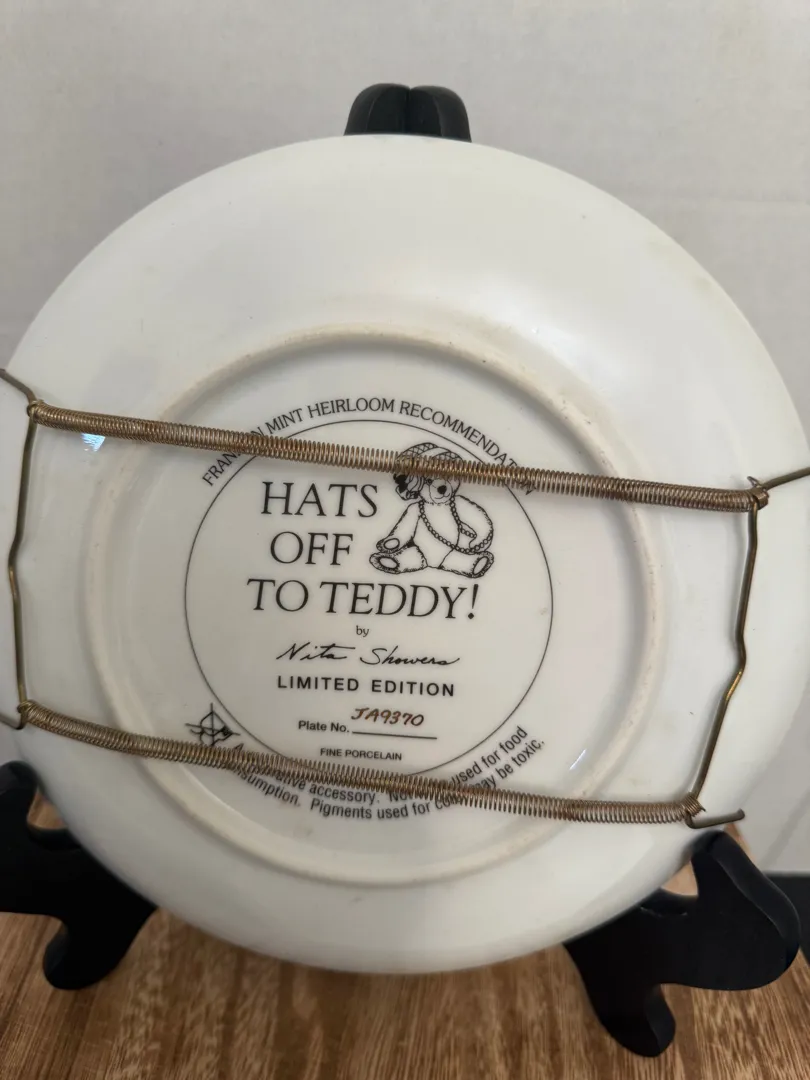 FRANKLIN MINT HEIRLOOM RECOMMENDATION
HATS
OFF
TO TEDDY!
by
Nita Showers
LIMITED EDITION
Plate No. JA9370
FINE PORCELAIN
accessory. used for food
Pigments used for may be toxic.